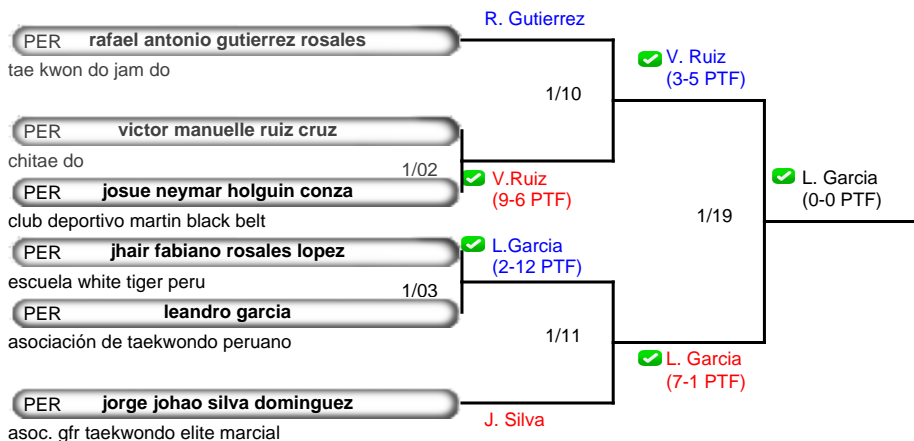 R. Gutierrez
PER rafael antonio gutierrez rosales
tae kwon do jam do
V. Ruiz
(3-5 PTF)
1/10
PER victor manuelle ruiz cruz
chitae do
1/02
V.Ruiz
(9-6 PTF)
PER josue neymar holguin conza
club deportivo martin black belt
L. Garcia
(0-0 PTF)
1/19
PER jhair fabiano rosales lopez
escuela white tiger peru
L.Garcia
(2-12 PTF)
1/03
PER leandro garcia
asociación de taekwondo peruano
1/11
L. Garcia
(7-1 PTF)
PER jorge johao silva dominguez
asoc. gfr taekwondo elite marcial
J. Silva